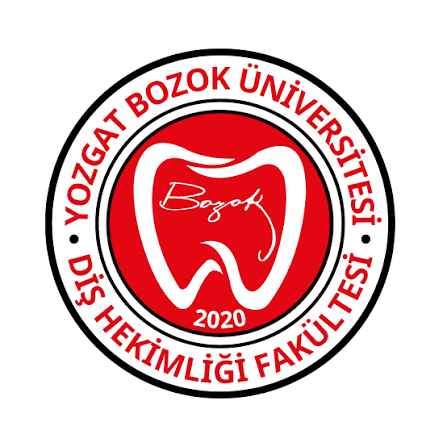 YOZGAT BOZOK ÜNİVERSİTESİ
Bozok
2020
DİŞ HEKİMLİĞİ FAKÜLTESİ